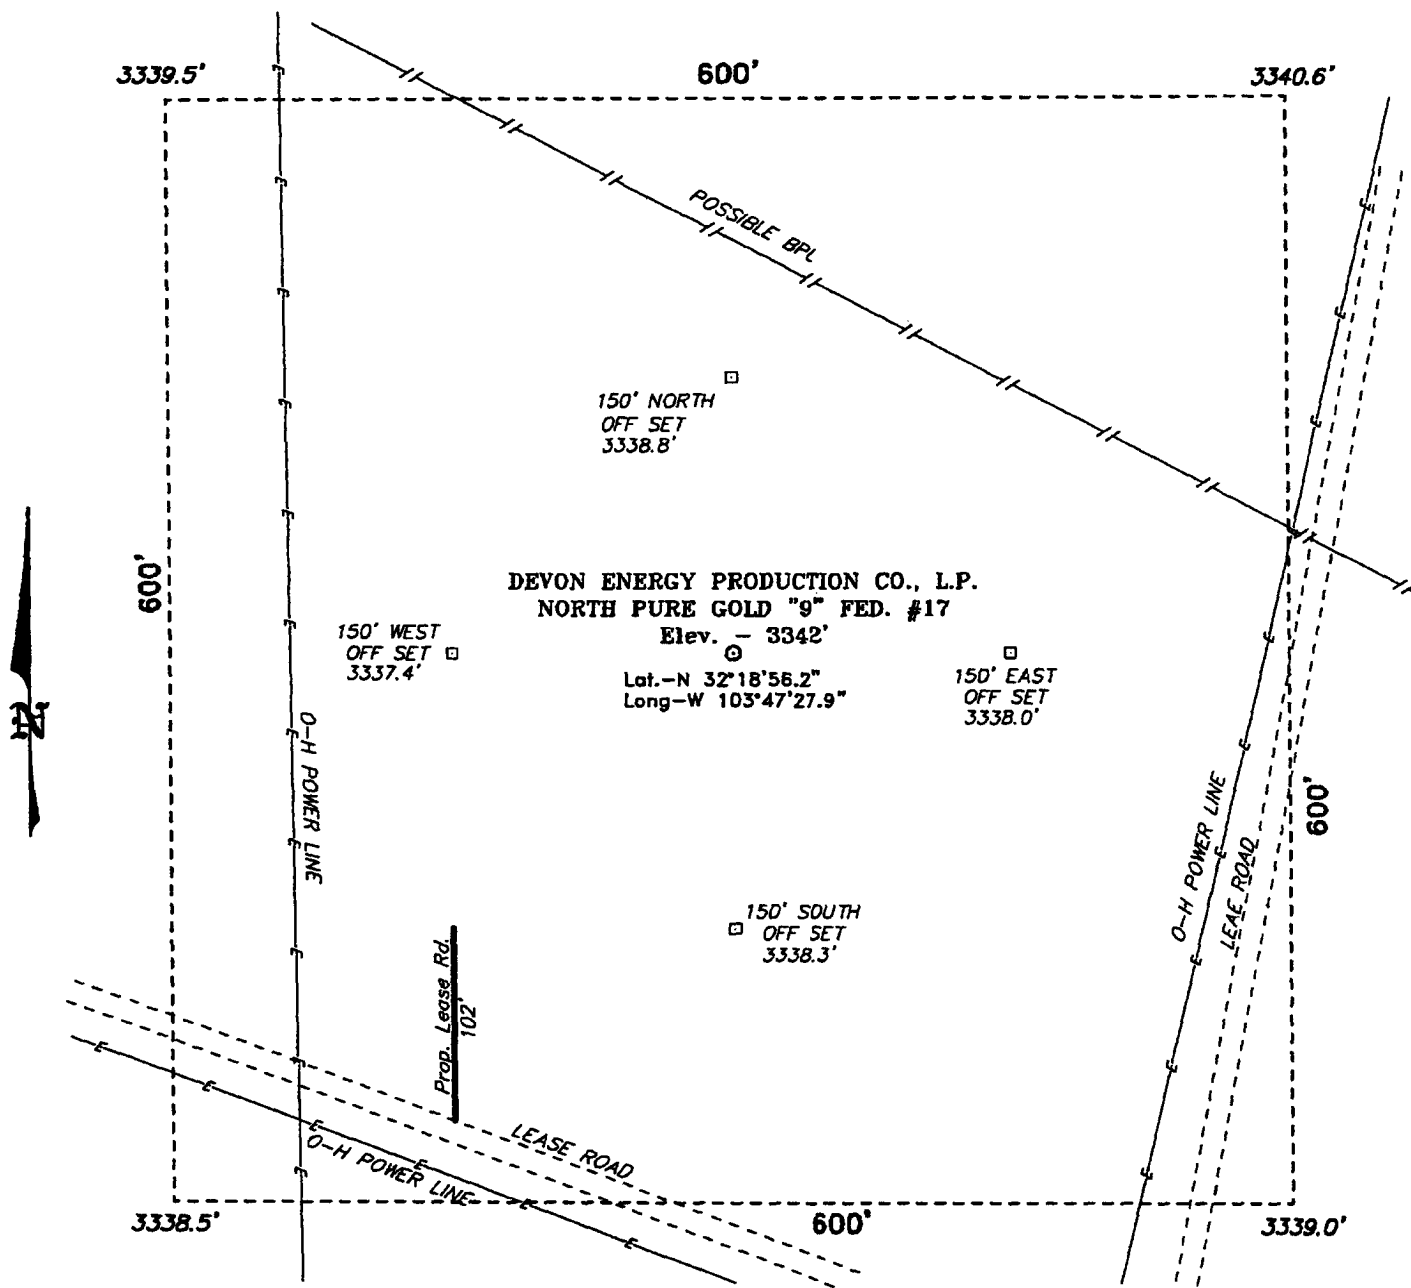 3339.5'
600'
3340.6'
POSSIBLE BPL
150' NORTH
OFF SET
3338.8'
600'
DEVON ENERGY PRODUCTION CO., L.P.
NORTH PURE GOLD "9" FED. #17
Elev. - 3342'
Lat.-N 32°18'56.2"
Long-W 103°47'27.9"
150' WEST
OFF SET
3337.4'
150' EAST
OFF SET
3338.0'
N
O-H POWER LINE
O-H POWER LINE
LEAE ROAD
600'
150' SOUTH
OFF SET
3338.3'
Prop. Lease Rd.
102'
LEASE ROAD
O-H POWER LINE
3338.5'
600'
3339.0'